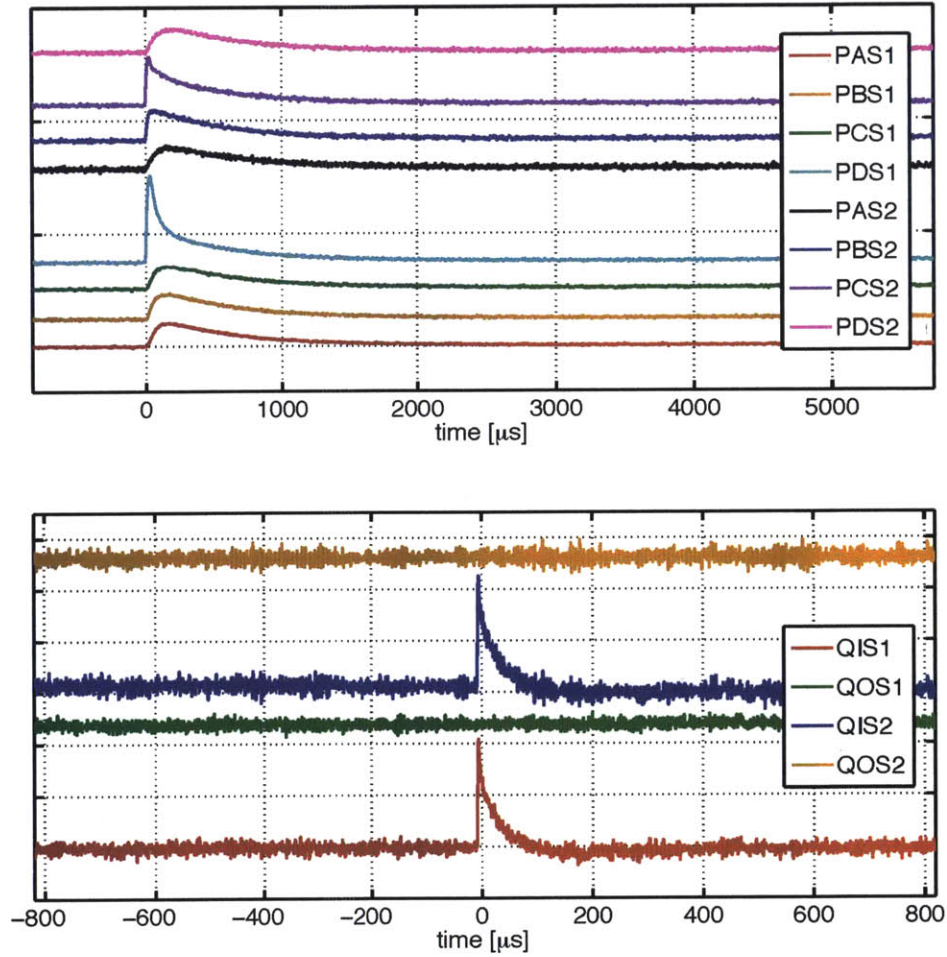 PAS1
PBS1
PCS1
PDS1
PAS2
PBS2
PCS2
PDS2
0 1000 2000 3000 4000 5000
time [μs]
QIS1
QOS1
QIS2
QOS2
−800 −600 −400 −200 0 200 400 600 800
time [μs]